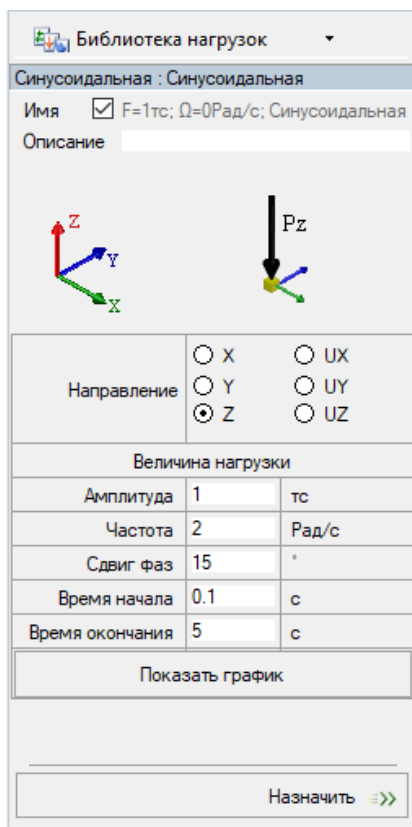 Библиотека нагрузок
Синусоидальная : Синусоидальная
Имя F=1тс; Ω=0Рад/с; Синусоидальная
Описание
Z
Y
X
Pz
Направление
X UX
Y UY
Z UZ
Величина нагрузки
Амплитуда 1 тс
Частота 2 Рад/с
Сдвиг фаз 15 °
Время начала 0.1 с
Время окончания 5 с
Показать график
Назначить